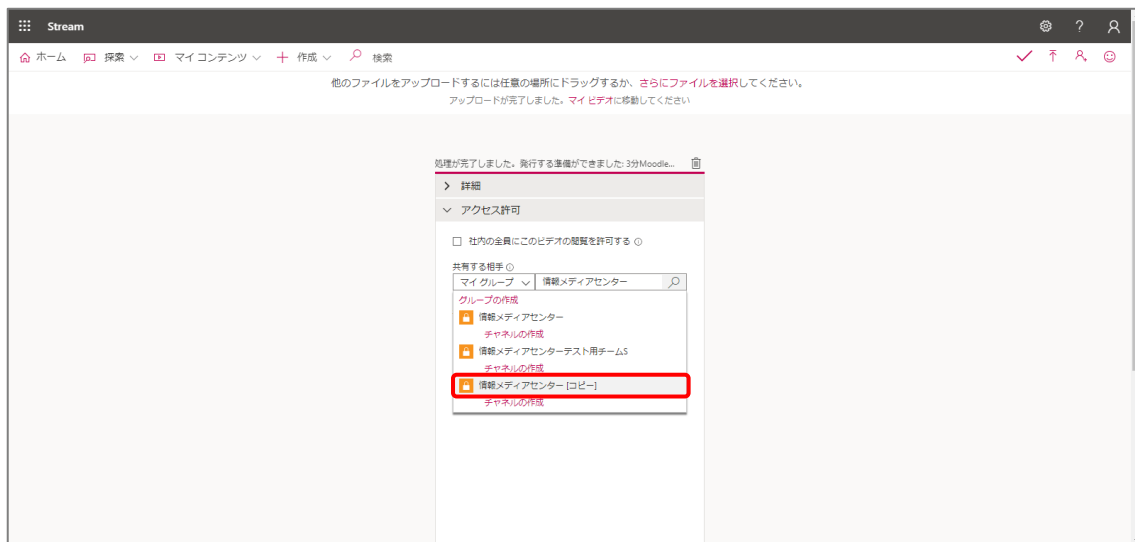 Stream
ホーム 探索 マイ コンテンツ 作成 検索
他のファイルをアップロードするには任意の場所にドラッグするか、さらにファイルを選択してください。
アップロードが完了しました。マイ ビデオに移動してください
処理が完了しました。発行する準備ができました: 3分Moodle...
詳細
アクセス許可
社内の全員にこのビデオの閲覧を許可する
共有する相手
マイ グループ 情報メディアセンター
グループの作成
情報メディアセンター
チャネルの作成
情報メディアセンターテスト用チームS
チャネルの作成
情報メディアセンター [コピー]
チャネルの作成